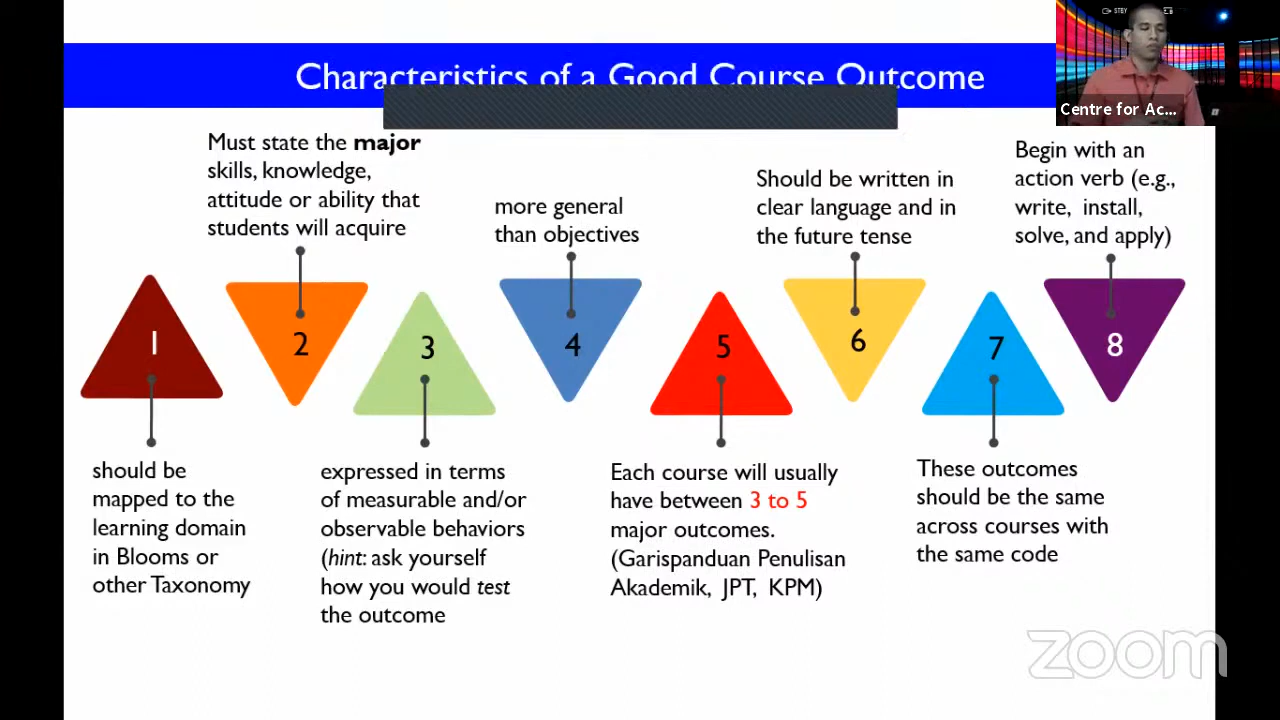 Characteristics of a Good Course Outcome
STBY
Centre for Ac...
1
should be
mapped to the
learning domain
in Blooms or
other Taxonomy
Must state the major
skills, knowledge,
attitude or ability that
students will acquire
2
3
expressed in terms
of measurable and/or
observable behaviors
(hint: ask yourself
how you would test
the outcome
more general
than objectives
4
5
Each course will usually
have between 3 to 5
major outcomes.
(Garispanduan Penulisan
Akademik, JPT, KPM)
Should be written in
clear language and in
the future tense
6
7
These outcomes
should be the same
across courses with
the same code
Begin with an
action verb (e.g.,
write, install,
solve, and apply)
8
zoom